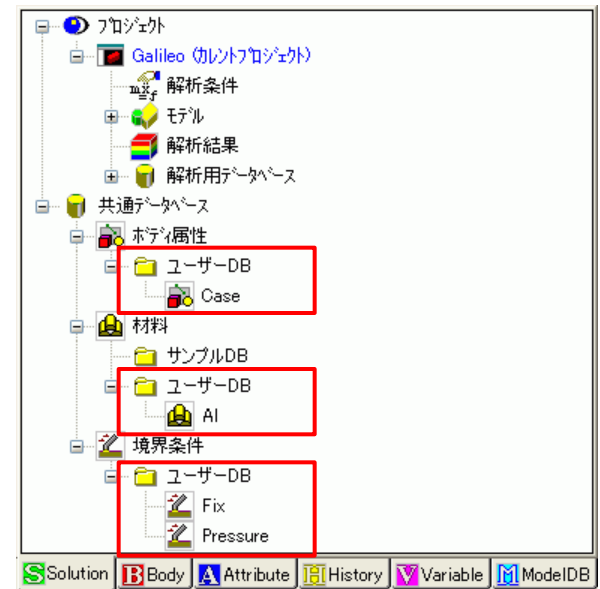 プロジェクト
Galileo (カレントプロジェクト)
mẍ=f 解析条件
モデル
解析結果
解析用データベース
共通データベース
ボディ属性
ユーザーDB
Case
材料
サンプルDB
ユーザーDB
Al
境界条件
ユーザーDB
Fix
Pressure
S Solution B Body A Attribute H History V Variable M ModelDB